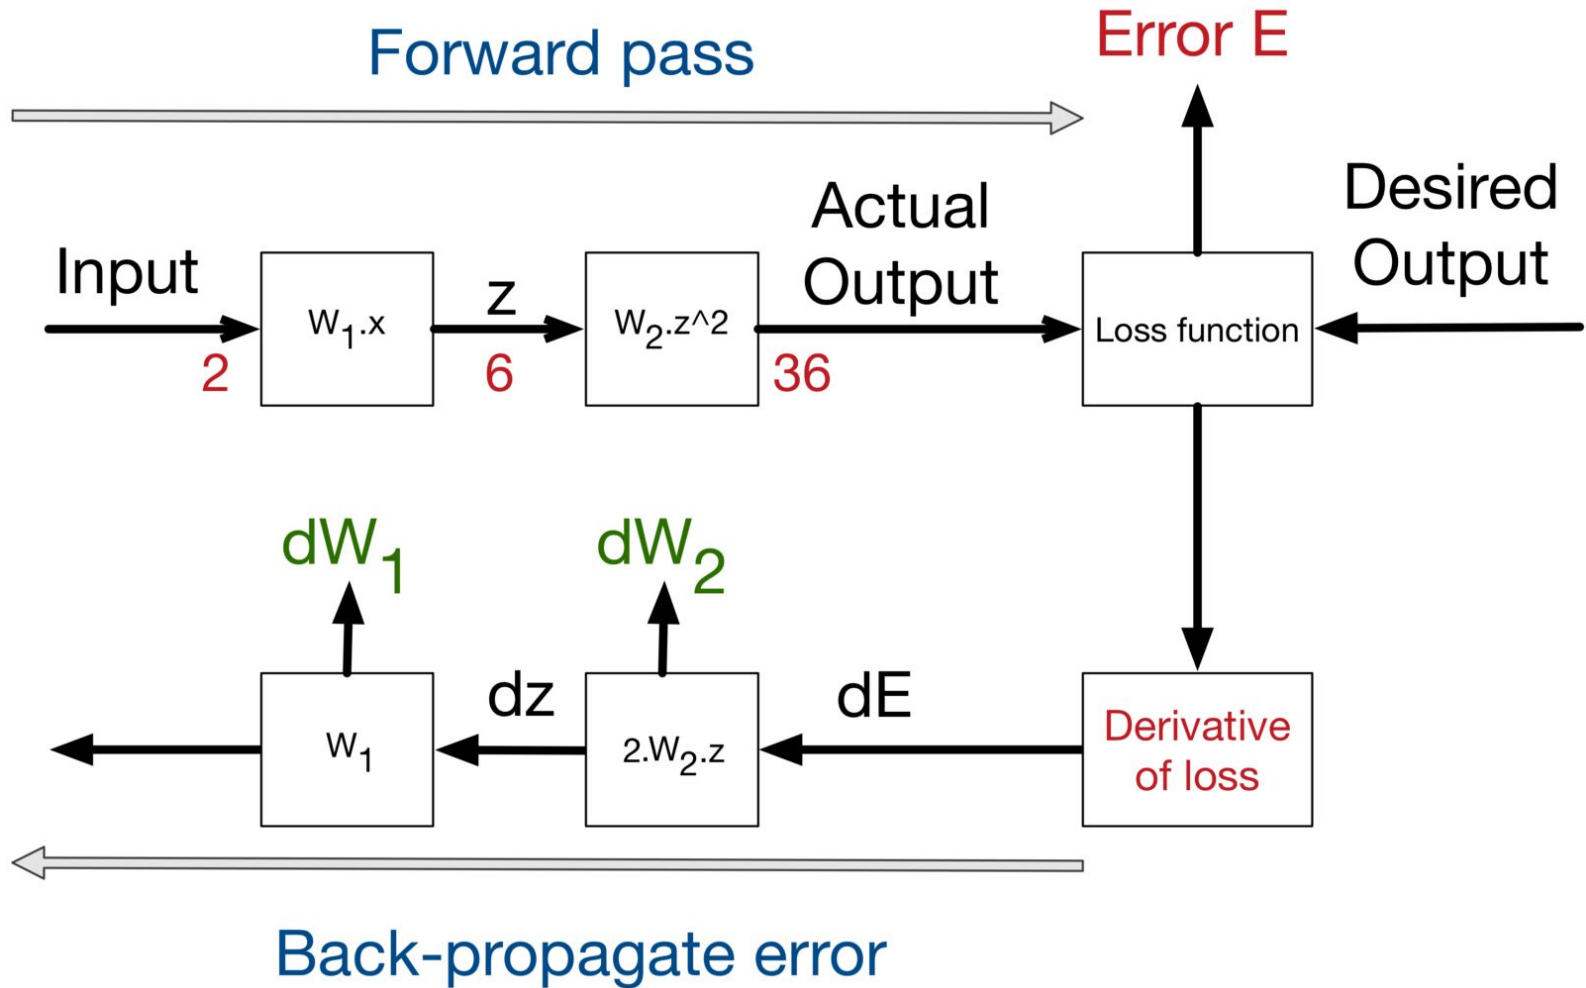 Forward pass
Error E
Input
W₁.x
z
W₂.z^2
Actual
Output
Loss function
Desired
Output
2
6
36
dW₁
dW₂
W₁
dz
2.W₂.z
dE
Derivative
of loss
Back-propagate error